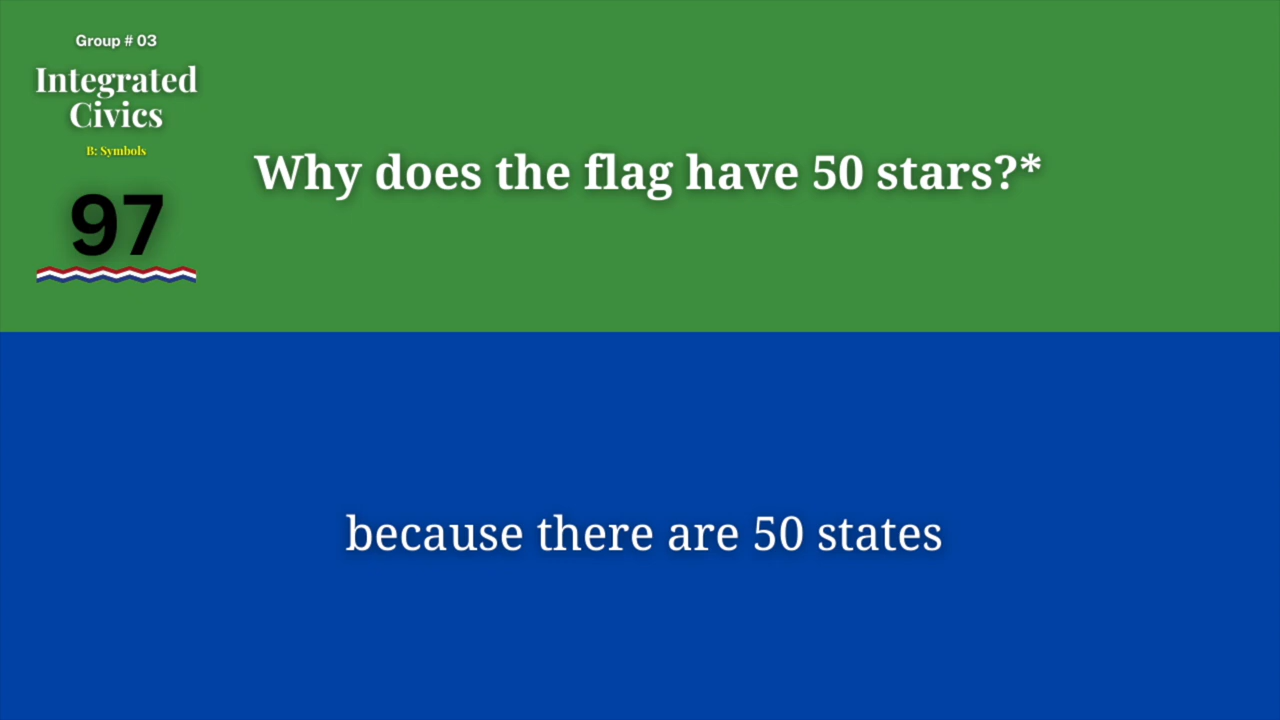 Group # 03
Integrated
Civics
B: Symbols
97
Why does the flag have 50 stars?*
because there are 50 states